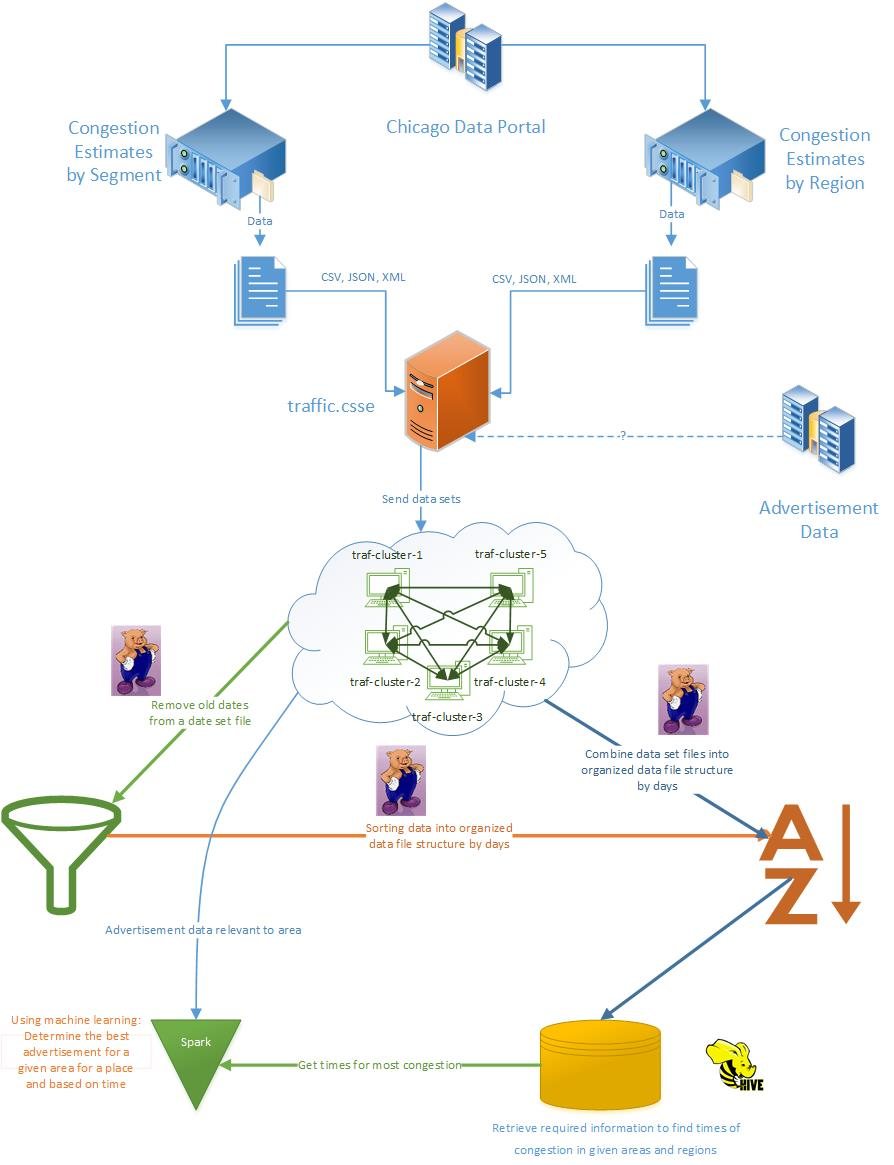 Chicago Data Portal
Congestion
Estimates
by Segment
Congestion
Estimates
by Region
Data
Data
CSV, JSON, XML
CSV, JSON, XML
traffic.csse
?
Advertisement
Data
Send data sets
traf-cluster-1
traf-cluster-5
traf-cluster-2
traf-cluster-4
traf-cluster-3
Remove old dates
from a date set file
Combine data set files into
organized data file structure
by days
Sorting data into organized
data file structure by days
A
Z
Advertisement data relevant to area
Using machine learning:
Determine the best
advertisement for a
given area for a place
and based on time
Spark
Get times for most congestion
HIVE
Retrieve required information to find times of
congestion in given areas and regions